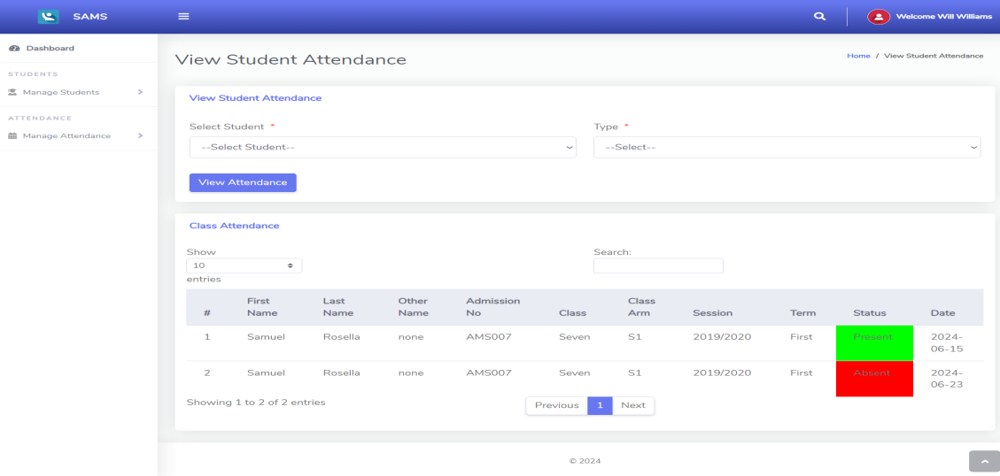 SAMS
Welcome Will Williams
Dashboard
STUDENTS
Manage Students >
ATTENDANCE
Manage Attendance >
View Student Attendance
Home / View Student Attendance
View Student Attendance
Select Student * Type *
--Select Student-- --Select--
View Attendance
Class Attendance
Show Search:
10
entries
# First Name Last Name Other Name Admission No Class Class Arm Session Term Status Date
1 Samuel Rosella none AMS007 Seven S1 2019/2020 First Present 2024-06-15
2 Samuel Rosella none AMS007 Seven S1 2019/2020 First Absent 2024-06-23
Showing 1 to 2 of 2 entries Previous 1 Next
© 2024